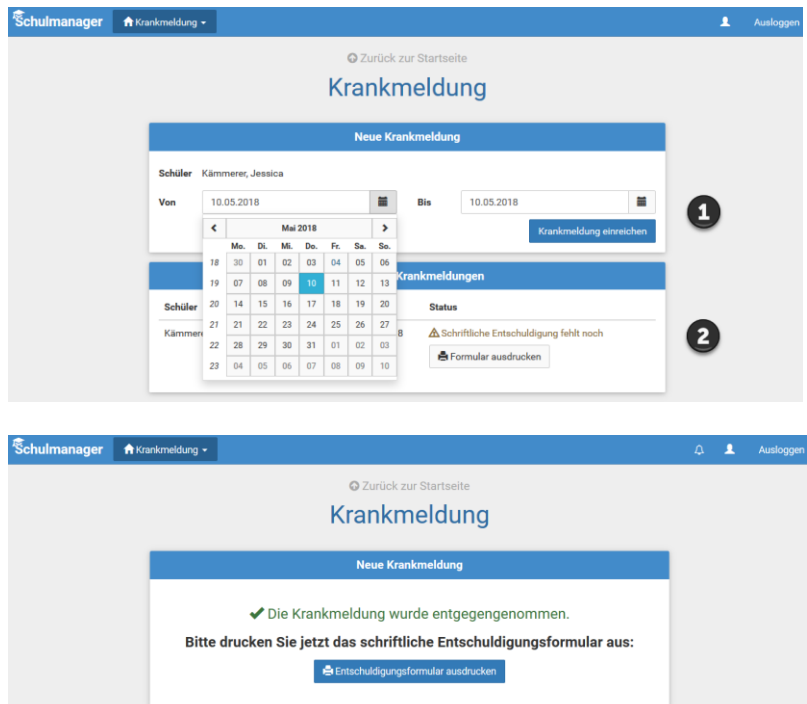 Schulmanager Krankmeldung Ausloggen
Zurück zur Startseite
Krankmeldung
Neue Krankmeldung
Schüler Kämmerer, Jessica
Von 10.05.2018 Bis 10.05.2018
1
Krankmeldung einreichen
Mai 2018
Mo. Di. Mi. Do. Fr. Sa. So.
18 30 01 02 03 04 05 06
19 07 08 09 10 11 12 13
20 14 15 16 17 18 19 20
21 21 22 23 24 25 26 27
22 28 29 30 31 01 02 03
23 04 05 06 07 08 09 10
Krankmeldungen
Schüler Status
8 Schriftliche Entschuldigung fehlt noch
2
Formular ausdrucken
Schulmanager Krankmeldung Ausloggen
Zurück zur Startseite
Krankmeldung
Neue Krankmeldung
Die Krankmeldung wurde entgegengenommen.
Bitte drucken Sie jetzt das schriftliche Entschuldigungsformular aus:
Entschuldigungsformular ausdrucken